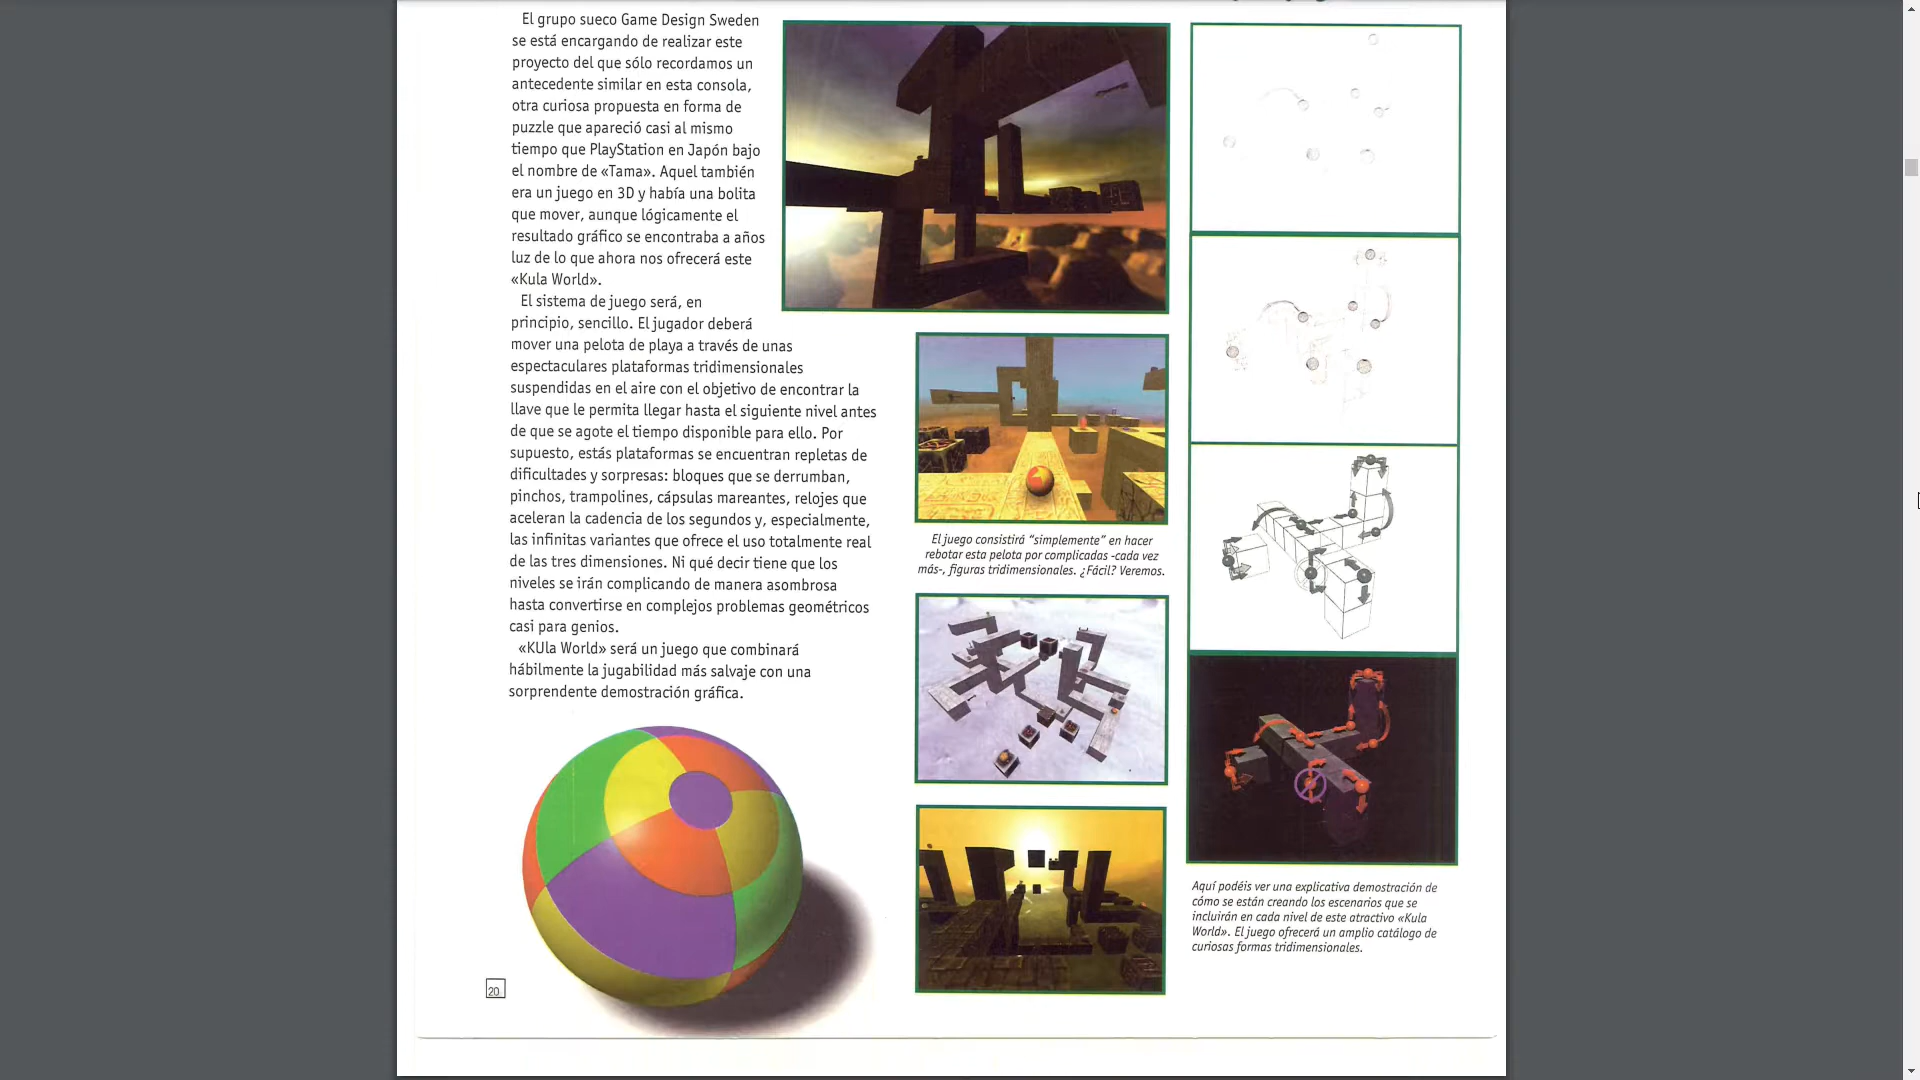 El grupo sueco Game Design Sweden
se está encargando de realizar este
proyecto del que sólo recordamos un
antecedente similar en esta consola,
otra curiosa propuesta en forma de
puzzle que apareció casi al mismo
tiempo que PlayStation en Japón bajo
el nombre de «Tama». Aquel también
era un juego en 3D y había una bolita
que mover, aunque lógicamente el
resultado gráfico se encontraba a años
luz de lo que ahora nos ofrecerá este
«Kula World».
El sistema de juego será, en
principio, sencillo. El jugador deberá
mover una pelota de playa a través de unas
espectaculares plataformas tridimensionales
suspendidas en el aire con el objetivo de encontrar la
llave que le permita llegar hasta el siguiente nivel antes
de que se agote el tiempo disponible para ello. Por
supuesto, estás plataformas se encuentran repletas de
dificultades y sorpresas: bloques que se derrumban,
pinchos, trampolines, cápsulas mareantes, relojes que
aceleran la cadencia de los segundos y, especialmente,
las infinitas variantes que ofrece el uso totalmente real
de las tres dimensiones. Ni qué decir tiene que los
niveles se irán complicando de manera asombrosa
hasta convertirse en complejos problemas geométricos
casi para genios.
«KUla World» será un juego que combinará
hábilmente la jugabilidad más salvaje con una
sorprendente demostración gráfica.
El juego consistirá "simplemente" en hacer
rebotar esta pelota por complicadas -cada vez
más-, figuras tridimensionales. ¿Fácil? Veremos.
Aquí podéis ver una explicativa demostración de
cómo se están creando los escenarios que se
incluirán en cada nivel de este atractivo «Kula
World». El juego ofrecerá un amplio catálogo de
curiosas formas tridimensionales.
20